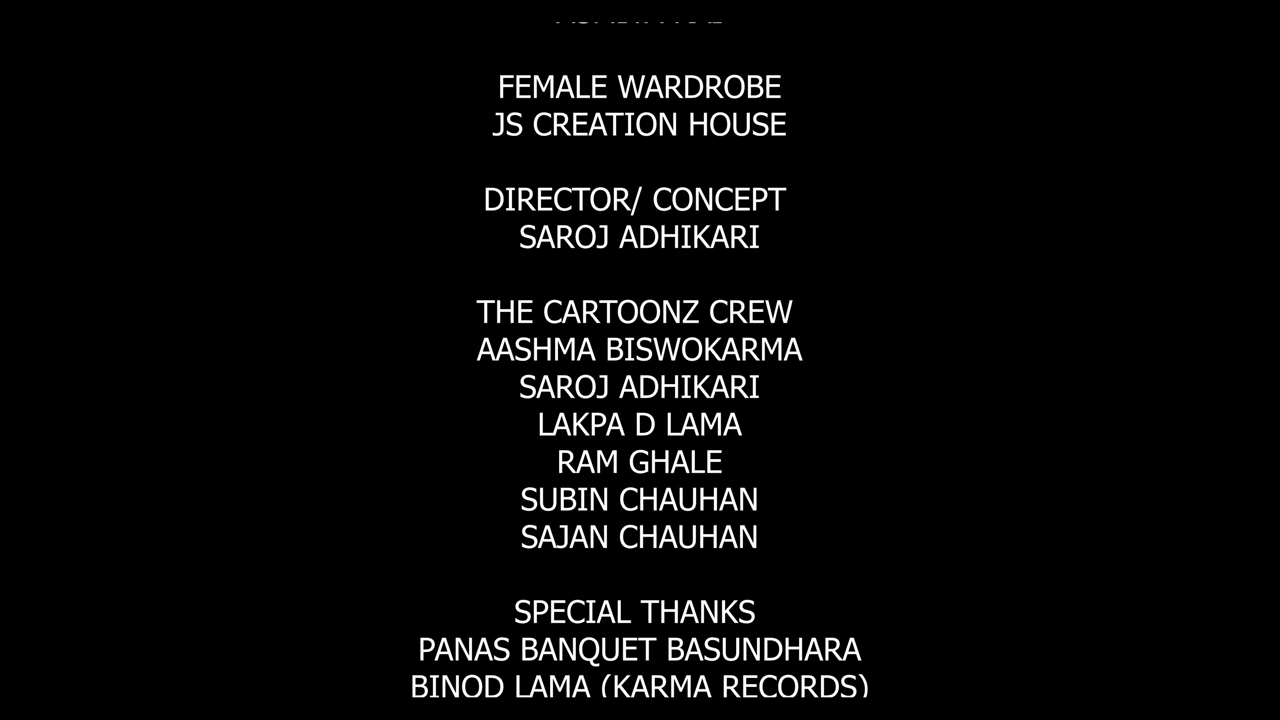 FEMALE WARDROBE
JS CREATION HOUSE
DIRECTOR/ CONCEPT
SAROJ ADHIKARI
THE CARTOONZ CREW
AASHMA BISWOKARMA
SAROJ ADHIKARI
LAKPA D LAMA
RAM GHALE
SUBIN CHAUHAN
SAJAN CHAUHAN
SPECIAL THANKS
PANAS BANQUET BASUNDHARA
BINOD LAMA (KARMA RECORDS)